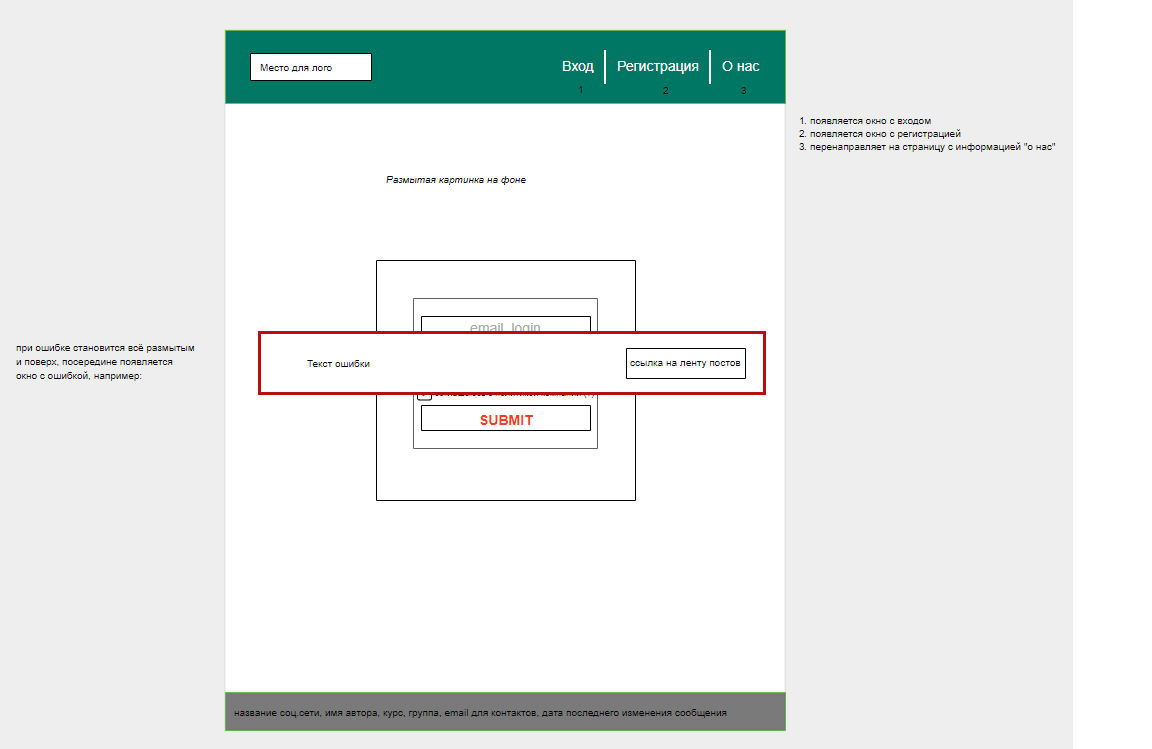 Место для лого
Вход
Регистрация
О нас
1
2
3
1. появляется окно с входом
2. появляется окно с регистрацией
3. перенаправляет на страницу с информацией "о нас"
Размытая картинка на фоне
email, login
при ошибке становится всё размытым
и поверх, посередине появляется
окно с ошибкой, например:
Текст ошибки
ссылка на ленту постов
SUBMIT
название соц.сети, имя автора, курс, группа, email для контактов, дата последнего изменения сообщения